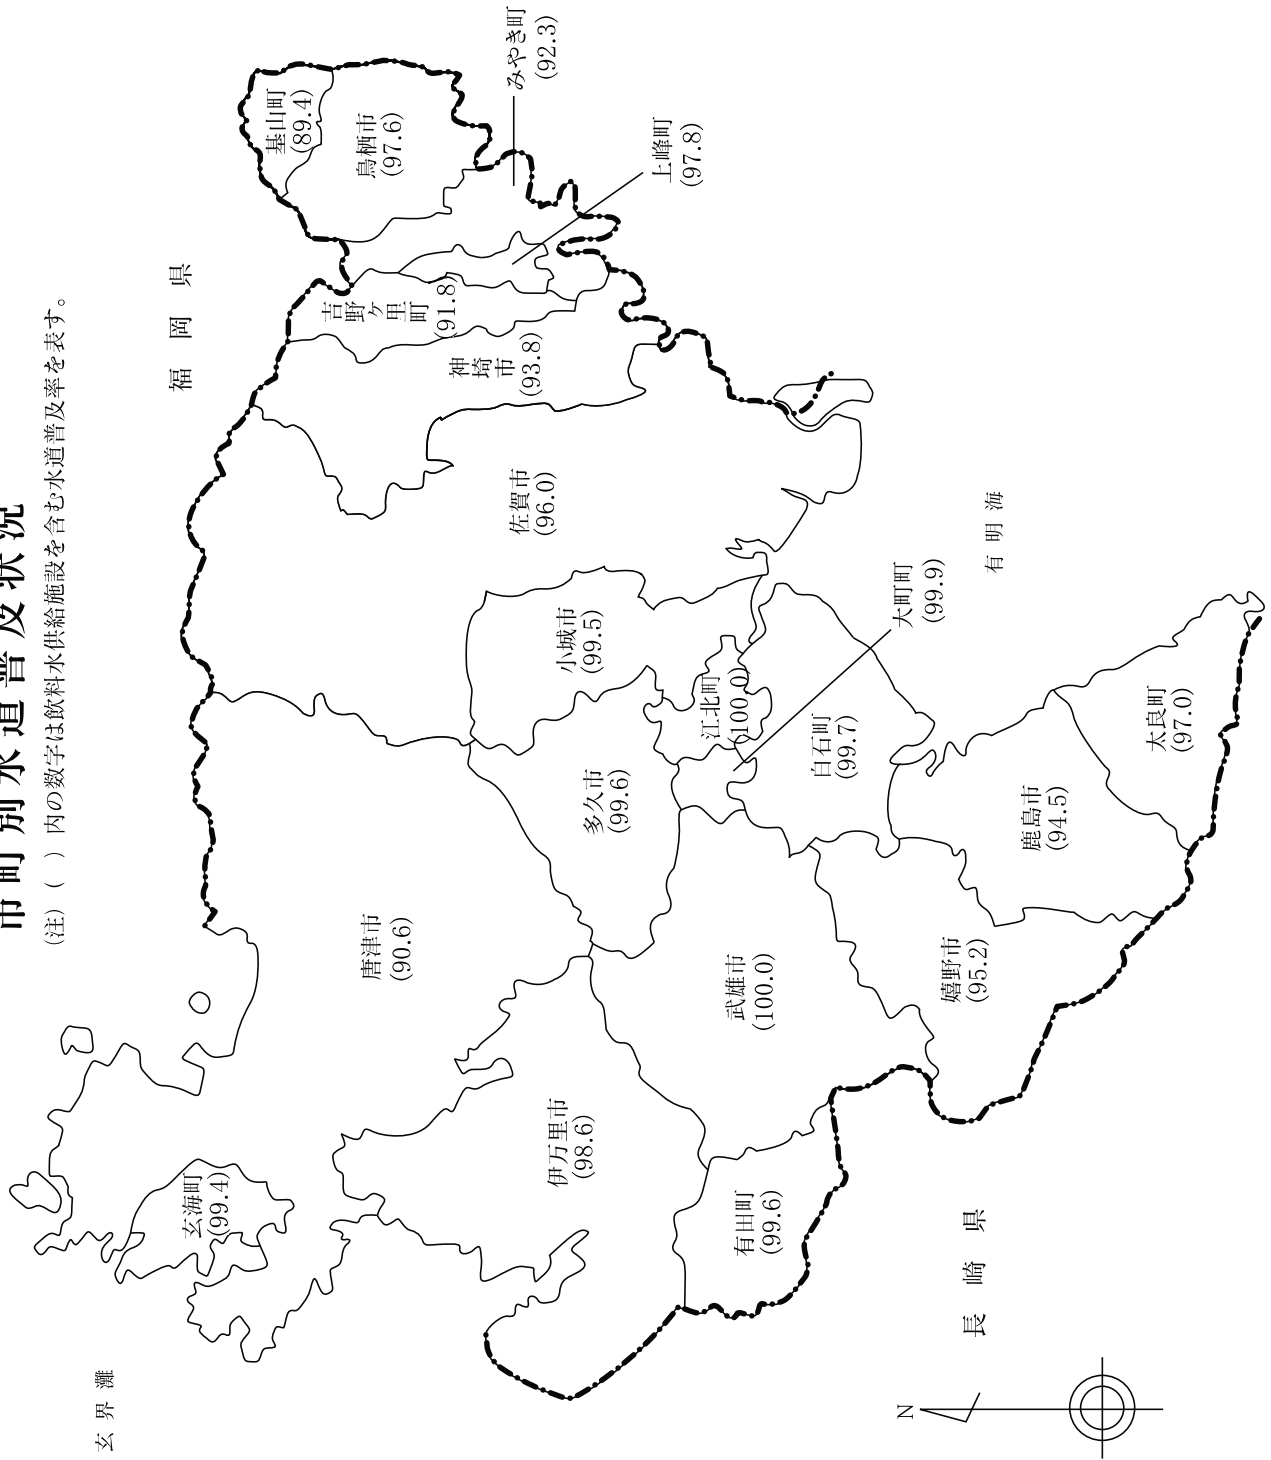 市町別水道普及状況
(注)(　)内の数字は飲料水供給施設を含む水道普及率を表す。
玄界灘
福岡県
基山町
(89.4)
鳥栖市
(97.6)
みやき町
(92.3)
上峰町
(97.8)
吉野ヶ里町
(91.8)
神埼市
(93.8)
佐賀市
(96.0)
小城市
(99.5)
大町町
(99.9)
江北町
(100.0)
白石町
(99.7)
多久市
(99.6)
唐津市
(90.6)
玄海町
(99.4)
伊万里市
(98.6)
有田町
(99.6)
武雄市
(100.0)
嬉野市
(95.2)
鹿島市
(94.5)
太良町
(97.0)
有明海
長崎県
N